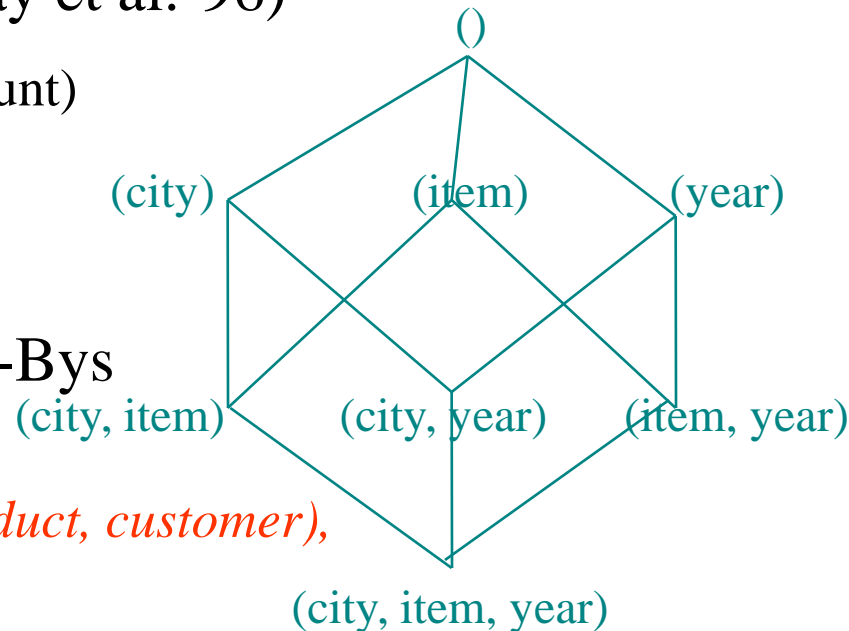 ()
unt)
(city) (item) (year)
-Bys
(city, item) (city, year) (item, year)
duct, customer),
(city, item, year)